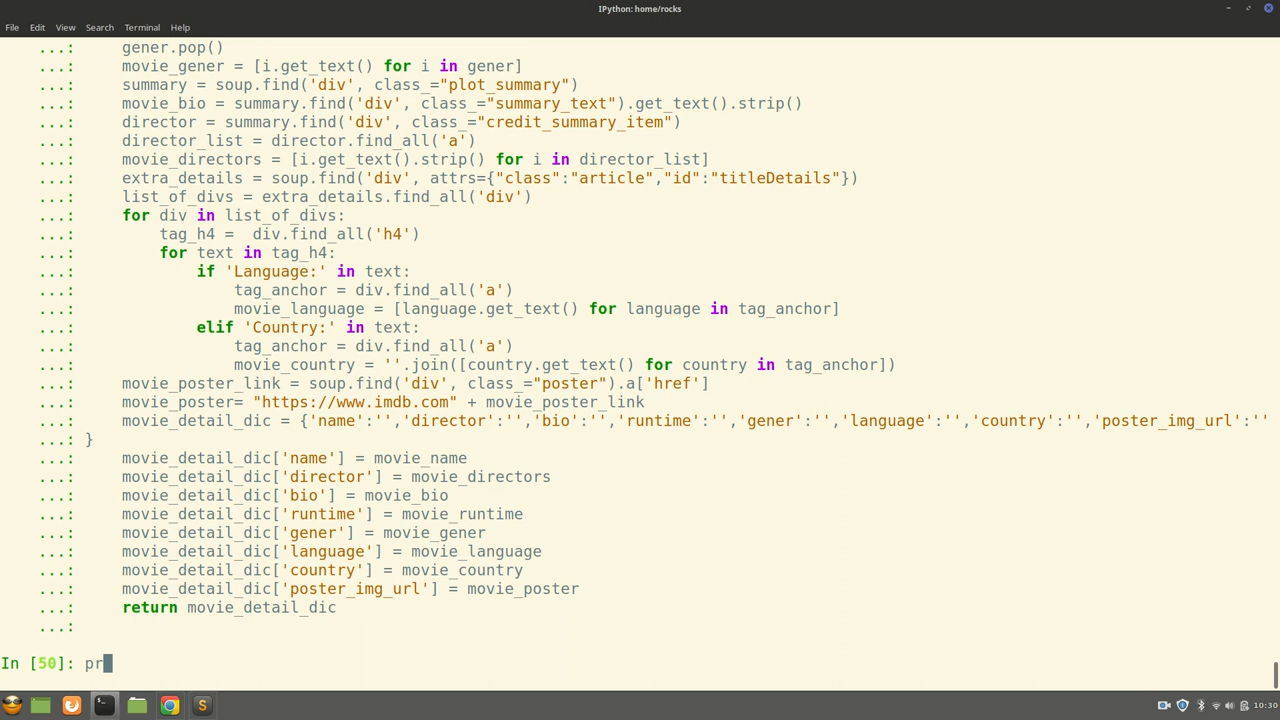 IPython: home/rocks
File Edit View Search Terminal Help
...:     gener.pop()
...:     movie_gener = [i.get_text() for i in gener]
...:     summary = soup.find('div', class_="plot_summary")
...:     movie_bio = summary.find('div', class_="summary_text").get_text().strip()
...:     director = summary.find('div', class_="credit_summary_item")
...:     director_list = director.find_all('a')
...:     movie_directors = [i.get_text().strip() for i in director_list]
...:     extra_details = soup.find('div', attrs={"class":"article","id":"titleDetails"})
...:     list_of_divs = extra_details.find_all('div')
...:     for div in list_of_divs:
...:         tag_h4 =  div.find_all('h4')
...:         for text in tag_h4:
...:             if 'Language:' in text:
...:                 tag_anchor = div.find_all('a')
...:                 movie_language = [language.get_text() for language in tag_anchor]
...:             elif 'Country:' in text:
...:                 tag_anchor = div.find_all('a')
...:                 movie_country = ''.join([country.get_text() for country in tag_anchor])
...:     movie_poster_link = soup.find('div', class_="poster").a['href']
...:     movie_poster= "https://www.imdb.com" + movie_poster_link
...:     movie_detail_dic = {'name':'','director':'','bio':'','runtime':'','gener':'','language':'','country':'','poster_img_url':''
...: }
...:     movie_detail_dic['name'] = movie_name
...:     movie_detail_dic['director'] = movie_directors
...:     movie_detail_dic['bio'] = movie_bio
...:     movie_detail_dic['runtime'] = movie_runtime
...:     movie_detail_dic['gener'] = movie_gener
...:     movie_detail_dic['language'] = movie_language
...:     movie_detail_dic['country'] = movie_country
...:     movie_detail_dic['poster_img_url'] = movie_poster
...:     return movie_detail_dic
...:
In [50]: pr
10:30